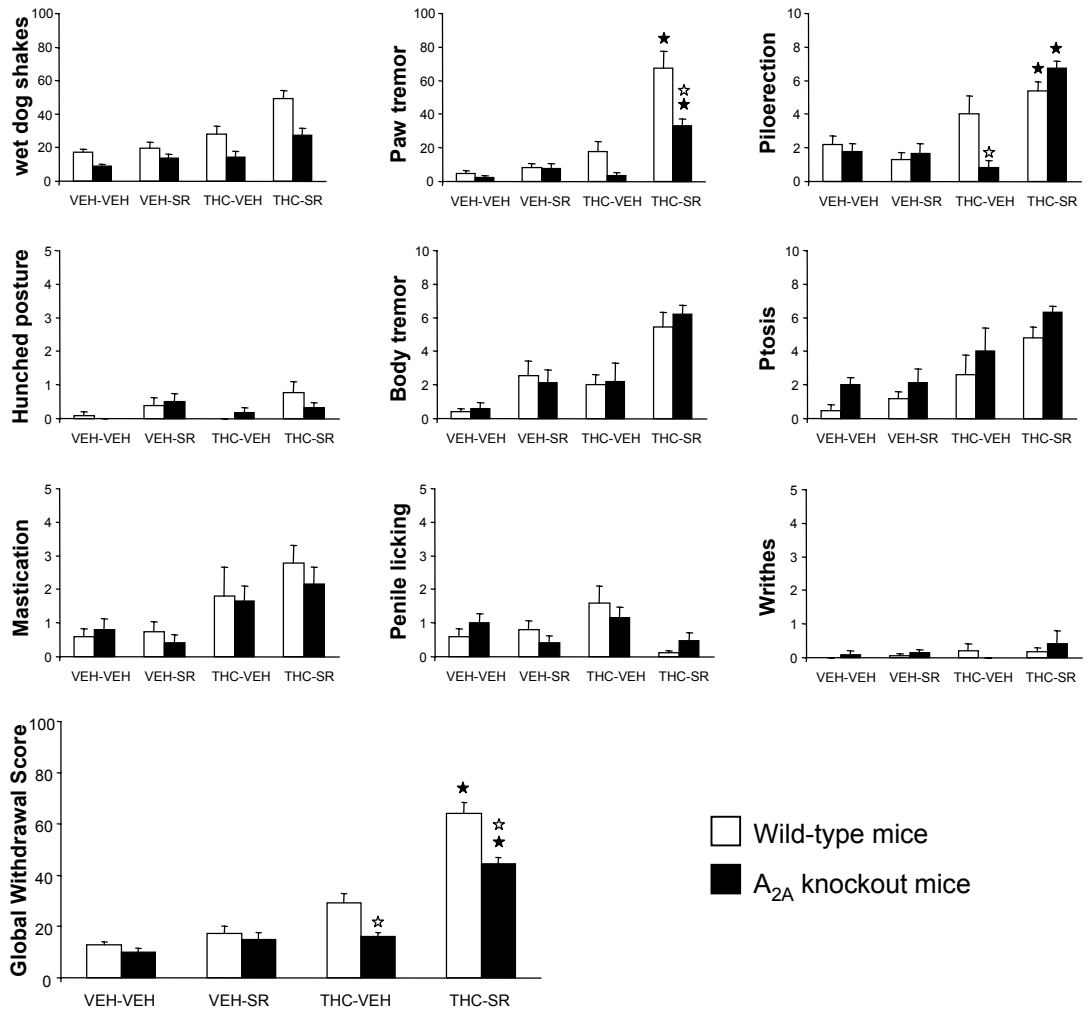 wet dog shakes
100
80
60
40
20
0
VEH-VEH VEH-SR THC-VEH THC-SR
Paw tremor
100
80
60
40
20
0
VEH-VEH VEH-SR THC-VEH THC-SR
Piloerection
10
8
6
4
2
0
VEH-VEH VEH-SR THC-VEH THC-SR
Hunched posture
5
4
3
2
1
0
VEH-VEH VEH-SR THC-VEH THC-SR
Body tremor
10
8
6
4
2
0
VEH-VEH VEH-SR THC-VEH THC-SR
Ptosis
10
8
6
4
2
0
VEH-VEH VEH-SR THC-VEH THC-SR
Mastication
5
4
3
2
1
0
VEH-VEH VEH-SR THC-VEH THC-SR
Penile licking
5
4
3
2
1
0
VEH-VEH VEH-SR THC-VEH THC-SR
Writhes
5
4
3
2
1
0
VEH-VEH VEH-SR THC-VEH THC-SR
Global Withdrawal Score
100
80
60
40
20
0
VEH-VEH VEH-SR THC-VEH THC-SR
Wild-type mice
A2A knockout mice